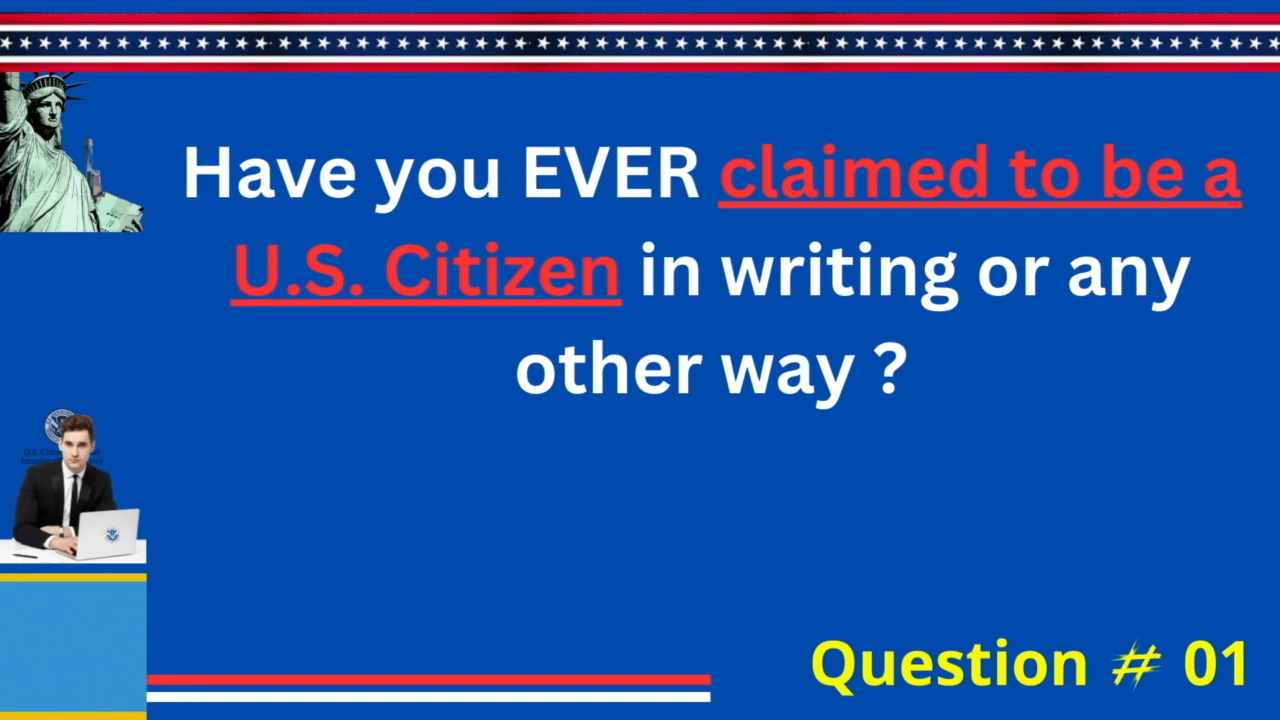 Have you EVER claimed to be a
U.S. Citizen in writing or any
other way ?
Question # 01